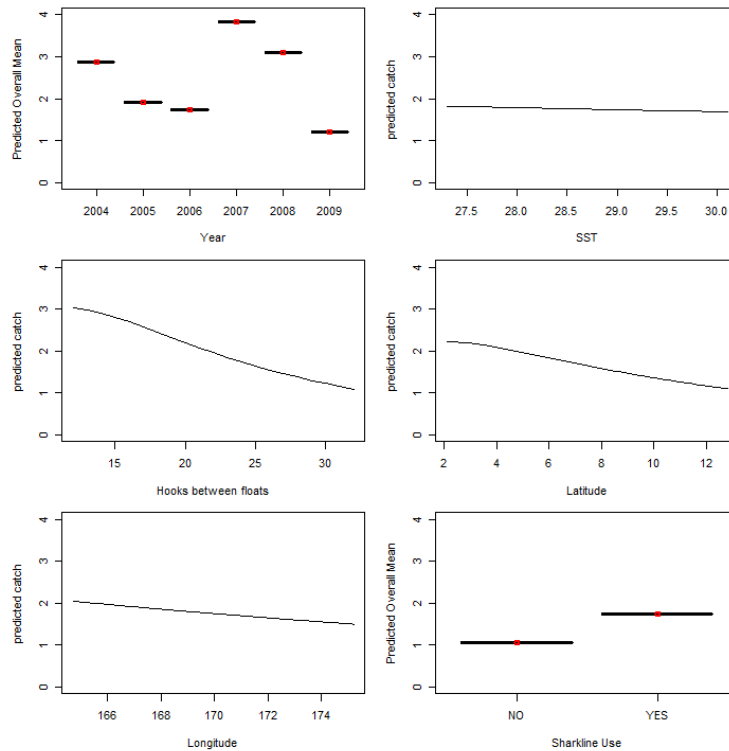 Predicted Overall Mean
0 1 2 3 4
2004 2005 2006 2007 2008 2009
Year
predicted catch
0 1 2 3 4
27.5 28.0 28.5 29.0 29.5 30.0
SST
predicted catch
0 1 2 3 4
15 20 25 30
Hooks between floats
predicted catch
0 1 2 3 4
2 4 6 8 10 12
Latitude
predicted catch
0 1 2 3 4
166 168 170 172 174
Longitude
Predicted Overall Mean
0 1 2 3 4
NO YES
Sharkline Use